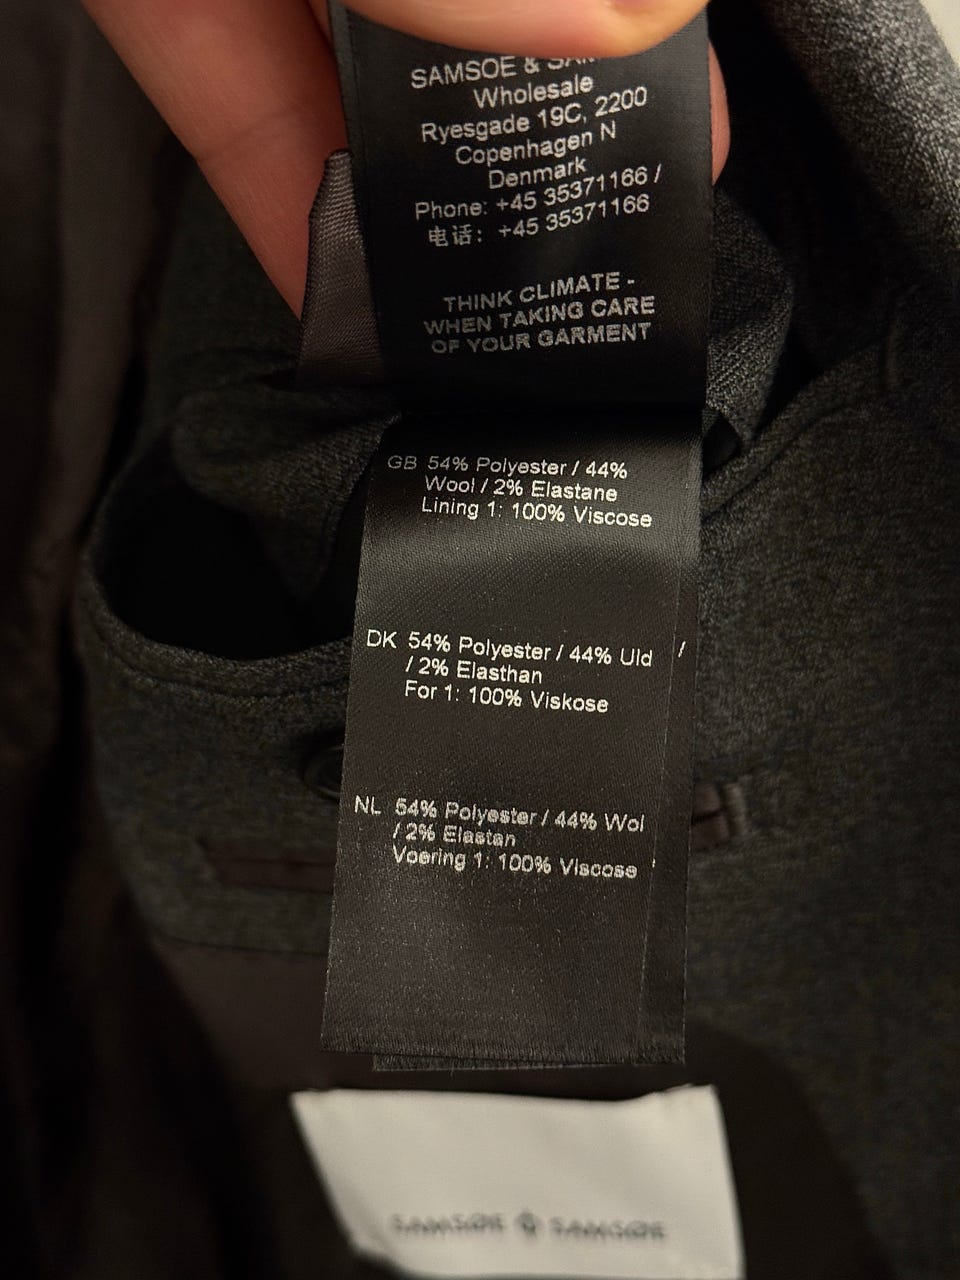 SAMSOE &
Wholesale
Ryesgade 19C, 2200
Copenhagen N
Denmark
Phone: +45 35371166 /
电话： +45 35371166
THINK CLIMATE -
WHEN TAKING CARE
OF YOUR GARMENT
GB 54% Polyester / 44%
Wool / 2% Elastane
Lining 1: 100% Viscose
DK 54% Polyester / 44% Uld /
/ 2% Elasthan
For 1: 100% Viskose
NL 54% Polyester / 44% Wol
/ 2% Elastan
Voering 1: 100% Viscose
SAMSØE & SAMSØE